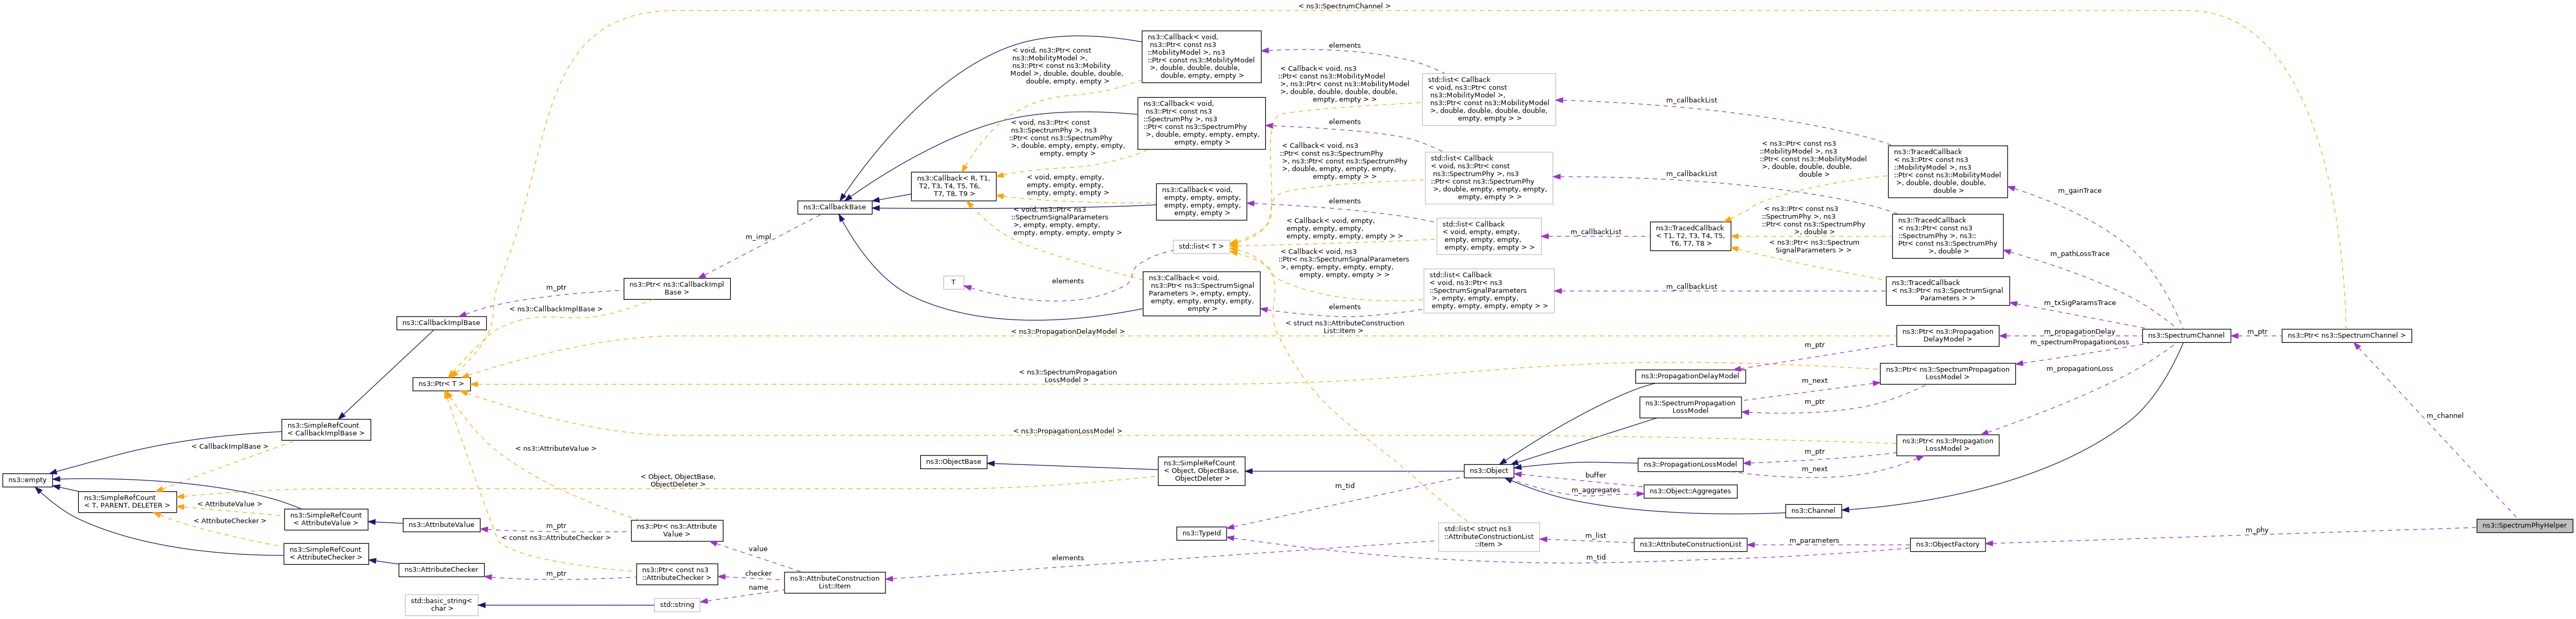 < ns3::SpectrumChannel >
ns3::Callback< void,
ns3::Ptr< const ns3
::MobilityModel >, ns3
::Ptr< const ns3::MobilityModel
>, double, double, double,
double, empty, empty >
elements
< void, ns3::Ptr< const
ns3::MobilityModel >,
ns3::Ptr< const ns3::Mobility
Model >, double, double, double,
double, empty, empty >
< Callback< void, ns3
::Ptr< const ns3::MobilityModel
>, ns3::Ptr< const ns3::MobilityModel
>, double, double, double, double,
empty, empty > >
std::list< Callback
< void, ns3::Ptr< const
ns3::MobilityModel >,
ns3::Ptr< const ns3::MobilityModel
>, double, double, double, double,
empty, empty > >
m_callbackList
ns3::Callback< void,
ns3::Ptr< const ns3
::SpectrumPhy >, ns3
::Ptr< const ns3::SpectrumPhy
>, double, empty, empty, empty,
empty, empty >
elements
< void, ns3::Ptr< const
ns3::SpectrumPhy >, ns3
::Ptr< const ns3::SpectrumPhy
>, double, empty, empty, empty,
empty, empty >
< Callback< void, ns3
::Ptr< const ns3::SpectrumPhy
>, ns3::Ptr< const ns3::SpectrumPhy
>, double, empty, empty, empty,
empty, empty > >
std::list< Callback
< void, ns3::Ptr< const
ns3::SpectrumPhy >, ns3
::Ptr< const ns3::SpectrumPhy
>, double, empty, empty, empty,
empty, empty > >
m_callbackList
< ns3::Ptr< const ns3
::MobilityModel >, ns3
::Ptr< const ns3::MobilityModel
>, double, double, double,
double >
ns3::TracedCallback
< ns3::Ptr< const ns3
::MobilityModel >, ns3
::Ptr< const ns3::MobilityModel
>, double, double, double,
double >
m_gainTrace
ns3::Callback< R, T1,
T2, T3, T4, T5, T6,
T7, T8, T9 >
< void, empty, empty,
empty, empty, empty,
empty, empty, empty >
ns3::Callback< void,
empty, empty, empty,
empty, empty, empty,
empty, empty >
elements
ns3::CallbackBase
< void, ns3::Ptr< ns3
::SpectrumSignalParameters
>, empty, empty, empty,
empty, empty, empty, empty >
< Callback< void, empty,
empty, empty, empty,
empty, empty, empty, empty > >
std::list< Callback
< void, empty, empty,
empty, empty, empty,
empty, empty, empty > >
m_callbackList
ns3::TracedCallback
< T1, T2, T3, T4, T5,
T6, T7, T8 >
< ns3::Ptr< const ns3
::SpectrumPhy >, ns3
::Ptr< const ns3::SpectrumPhy
>, double >
ns3::TracedCallback
< ns3::Ptr< const ns3
::SpectrumPhy >, ns3::
Ptr< const ns3::SpectrumPhy
>, double >
m_pathLossTrace
m_impl
std::list< T >
< ns3::Ptr< ns3::Spectrum
SignalParameters > >
ns3::Ptr< ns3::CallbackImpl
Base >
m_ptr
T
elements
ns3::Callback< void,
ns3::Ptr< ns3::SpectrumSignal
Parameters >, empty, empty,
empty, empty, empty, empty,
empty >
elements
< Callback< void, ns3
::Ptr< ns3::SpectrumSignalParameters
>, empty, empty, empty, empty,
empty, empty, empty > >
std::list< Callback
< void, ns3::Ptr< ns3
::SpectrumSignalParameters
>, empty, empty, empty,
empty, empty, empty, empty > >
m_callbackList
ns3::TracedCallback
< ns3::Ptr< ns3::SpectrumSignal
Parameters > >
m_txSigParamsTrace
< ns3::CallbackImplBase >
ns3::CallbackImplBase
< struct ns3::AttributeConstruction
List::Item >
< ns3::PropagationDelayModel >
ns3::Ptr< ns3::Propagation
DelayModel >
m_propagationDelay
ns3::SpectrumChannel
m_ptr
ns3::Ptr< ns3::SpectrumChannel >
m_spectrumPropagationLoss
m_ptr
ns3::Ptr< T >
< ns3::SpectrumPropagation
LossModel >
ns3::PropagationDelayModel
ns3::Ptr< ns3::SpectrumPropagation
LossModel >
m_propagationLoss
m_next
m_ptr
ns3::SpectrumPropagation
LossModel
m_channel
ns3::SimpleRefCount
< CallbackImplBase >
< ns3::PropagationLossModel >
ns3::Ptr< ns3::Propagation
LossModel >
< CallbackImplBase >
< ns3::AttributeValue >
m_ptr
m_next
ns3::ObjectBase
ns3::SimpleRefCount
< Object, ObjectBase,
ObjectDeleter >
ns3::Object
ns3::PropagationLossModel
ns3::empty
< Object, ObjectBase,
ObjectDeleter >
buffer
m_aggregates
ns3::Object::Aggregates
m_tid
ns3::SimpleRefCount
< T, PARENT, DELETER >
< AttributeValue >
ns3::SimpleRefCount
< AttributeValue >
ns3::AttributeValue
m_ptr
ns3::Ptr< ns3::Attribute
Value >
ns3::Channel
< AttributeChecker >
< const ns3::AttributeChecker >
ns3::TypeId
std::list< struct ns3
::AttributeConstructionList
::Item >
m_list
ns3::AttributeConstructionList
m_parameters
ns3::ObjectFactory
m_phy
ns3::SpectrumPhyHelper
ns3::SimpleRefCount
< AttributeChecker >
ns3::AttributeChecker
m_ptr
ns3::Ptr< const ns3
::AttributeChecker >
value
checker
name
ns3::AttributeConstruction
List::Item
elements
m_tid
std::basic_string<
char >
std::string